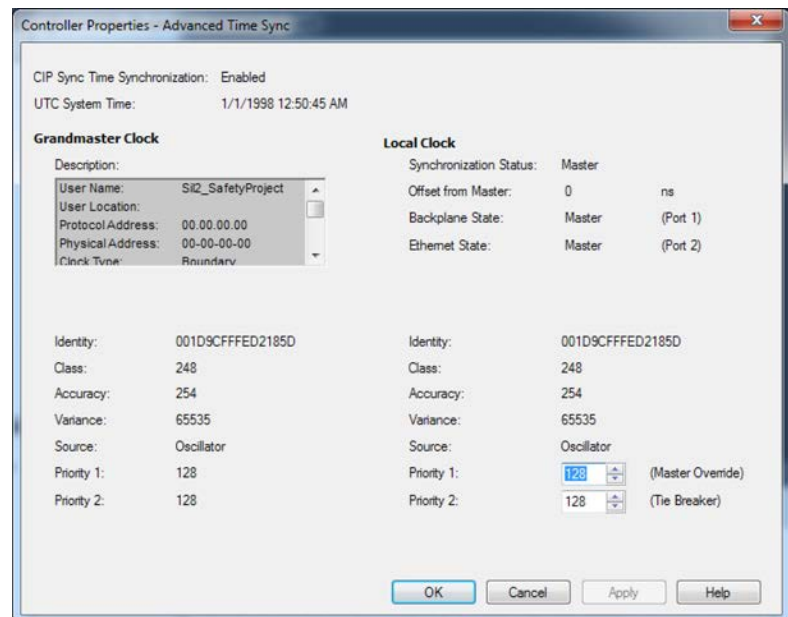 Controller Properties - Advanced Time Sync
CIP Sync Time Synchronization: Enabled
UTC System Time: 1/1/1998 12:50:45 AM
Grandmaster Clock
Description:
User Name: Sil2_SafetyProject
User Location:
Protocol Address: 00.00.00.00
Physical Address: 00-00-00-00
Clock Type: Boundary
Identity: 001D9CFFFED2185D
Class: 248
Accuracy: 254
Variance: 65535
Source: Oscillator
Priority 1: 128
Priority 2: 128
Local Clock
Synchronization Status: Master
Offset from Master: 0 ns
Backplane State: Master (Port 1)
Ethernet State: Master (Port 2)
Identity: 001D9CFFFED2185D
Class: 248
Accuracy: 254
Variance: 65535
Source: Oscillator
Priority 1: 128 (Master Override)
Priority 2: 128 (Tie Breaker)
OK Cancel Apply Help